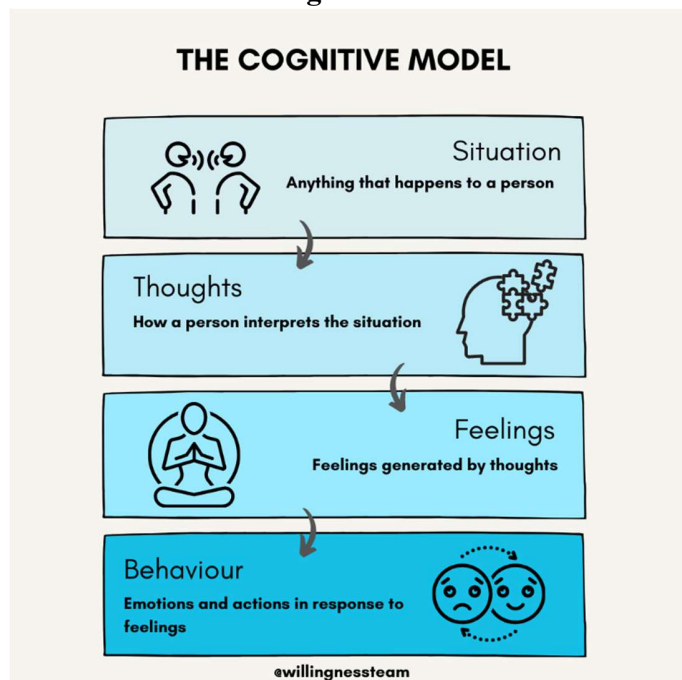 THE COGNITIVE MODEL
Situation
Anything that happens to a person
Thoughts
How a person interprets the situation
Feelings
Feelings generated by thoughts
Behaviour
Emotions and actions in response to
feelings
@willingnessteam